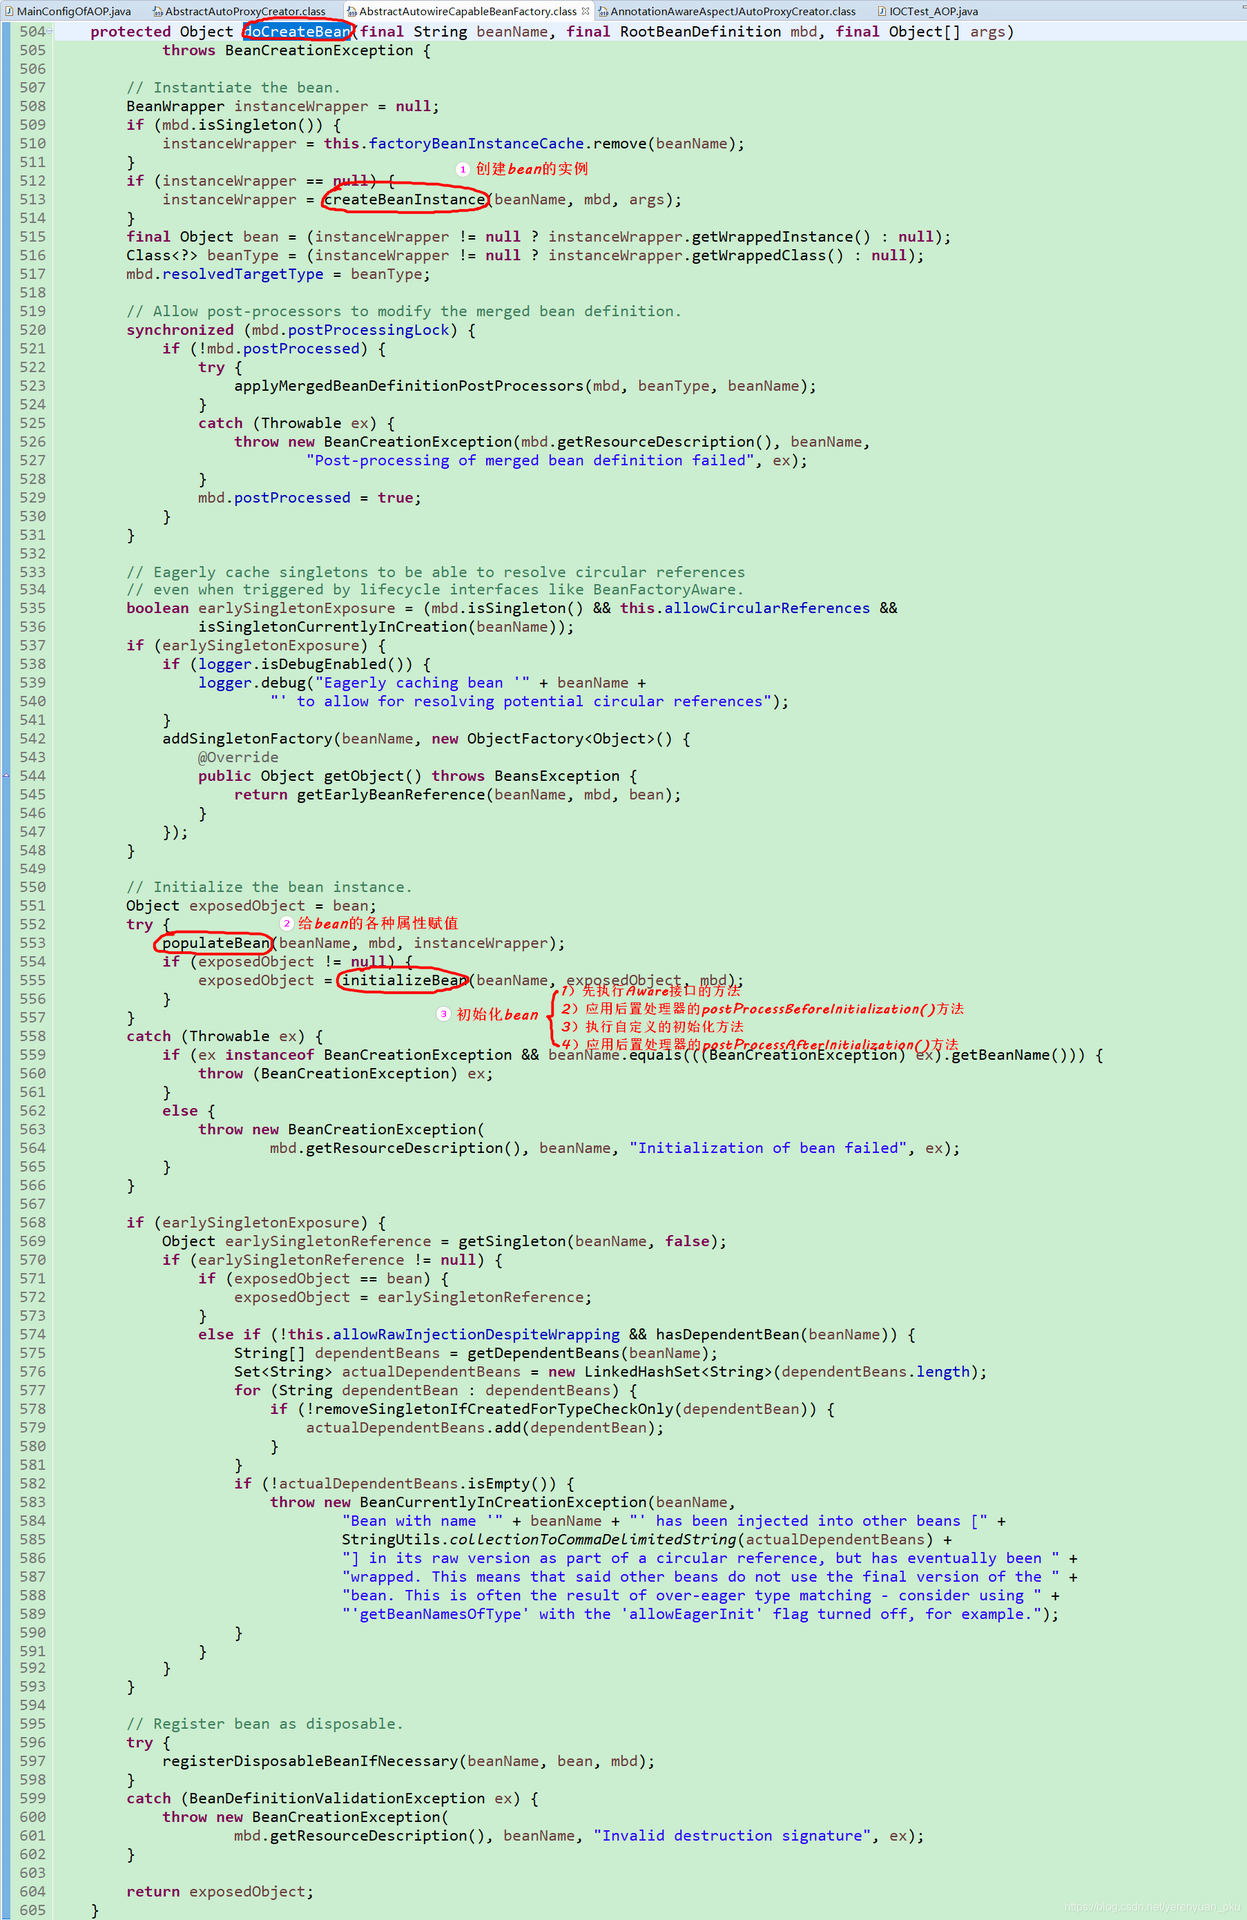 MainConfigOfAOP.java AbstractAutoProxyCreator.class AbstractAutowireCapableBeanFactory.class AnnotationAwareAspectJAutoProxyCreator.class IOCTest_AOP.java
504 protected Object doCreateBean(final String beanName, final RootBeanDefinition mbd, final Object[] args)
505 throws BeanCreationException {
506
507 // Instantiate the bean.
508 BeanWrapper instanceWrapper = null;
509 if (mbd.isSingleton()) {
510 instanceWrapper = this.factoryBeanInstanceCache.remove(beanName);
511 }
1 创建bean的实例
512 if (instanceWrapper == null) {
513 instanceWrapper = createBeanInstance(beanName, mbd, args);
514 }
515 final Object bean = (instanceWrapper != null ? instanceWrapper.getWrappedInstance() : null);
516 Class<?> beanType = (instanceWrapper != null ? instanceWrapper.getWrappedClass() : null);
517 mbd.resolvedTargetType = beanType;
518
519 // Allow post-processors to modify the merged bean definition.
520 synchronized (mbd.postProcessingLock) {
521 if (!mbd.postProcessed) {
522 try {
523 applyMergedBeanDefinitionPostProcessors(mbd, beanType, beanName);
524 }
525 catch (Throwable ex) {
526 throw new BeanCreationException(mbd.getResourceDescription(), beanName,
527 "Post-processing of merged bean definition failed", ex);
528 }
529 mbd.postProcessed = true;
530 }
531 }
532
533 // Eagerly cache singletons to be able to resolve circular references
534 // even when triggered by lifecycle interfaces like BeanFactoryAware.
535 boolean earlySingletonExposure = (mbd.isSingleton() && this.allowCircularReferences &&
536 isSingletonCurrentlyInCreation(beanName));
537 if (earlySingletonExposure) {
538 if (logger.isDebugEnabled()) {
539 logger.debug("Eagerly caching bean '" + beanName +
540 "' to allow for resolving potential circular references");
541 }
542 addSingletonFactory(beanName, new ObjectFactory<Object>() {
543 @Override
544 public Object getObject() throws BeansException {
545 return getEarlyBeanReference(beanName, mbd, bean);
546 }
547 });
548 }
549
550 // Initialize the bean instance.
551 Object exposedObject = bean;
552 try {
2 给bean的各种属性赋值
553 populateBean(beanName, mbd, instanceWrapper);
554 if (exposedObject != null) {
555 exposedObject = initializeBean(beanName, exposedObject, mbd);
1）先执行Aware接口的方法
556 }
2）应用后置处理器的postProcessBeforeInitialization()方法
3 初始化bean
557 }
3）执行自定义的初始化方法
558 catch (Throwable ex) {
4）应用后置处理器的postProcessAfterInitialization()方法
559 if (ex instanceof BeanCreationException && beanName.equals(((BeanCreationException) ex).getBeanName())) {
560 throw (BeanCreationException) ex;
561 }
562 else {
563 throw new BeanCreationException(
564 mbd.getResourceDescription(), beanName, "Initialization of bean failed", ex);
565 }
566 }
567
568 if (earlySingletonExposure) {
569 Object earlySingletonReference = getSingleton(beanName, false);
570 if (earlySingletonReference != null) {
571 if (exposedObject == bean) {
572 exposedObject = earlySingletonReference;
573 }
574 else if (!this.allowRawInjectionDespiteWrapping && hasDependentBean(beanName)) {
575 String[] dependentBeans = getDependentBeans(beanName);
576 Set<String> actualDependentBeans = new LinkedHashSet<String>(dependentBeans.length);
577 for (String dependentBean : dependentBeans) {
578 if (!removeSingletonIfCreatedForTypeCheckOnly(dependentBean)) {
579 actualDependentBeans.add(dependentBean);
580 }
581 }
582 if (!actualDependentBeans.isEmpty()) {
583 throw new BeanCurrentlyInCreationException(beanName,
584 "Bean with name '" + beanName + "' has been injected into other beans [" +
585 StringUtils.collectionToCommaDelimitedString(actualDependentBeans) +
586 "] in its raw version as part of a circular reference, but has eventually been " +
587 "wrapped. This means that said other beans do not use the final version of the " +
588 "bean. This is often the result of over-eager type matching - consider using " +
589 "'getBeanNamesOfType' with the 'allowEagerInit' flag turned off, for example.");
590 }
591 }
592 }
593 }
594
595 // Register bean as disposable.
596 try {
597 registerDisposableBeanIfNecessary(beanName, bean, mbd);
598 }
599 catch (BeanDefinitionValidationException ex) {
600 throw new BeanCreationException(
601 mbd.getResourceDescription(), beanName, "Invalid destruction signature", ex);
602 }
603
604 return exposedObject;
605 }
https://blog.csdn.net/yerenyuan_pku